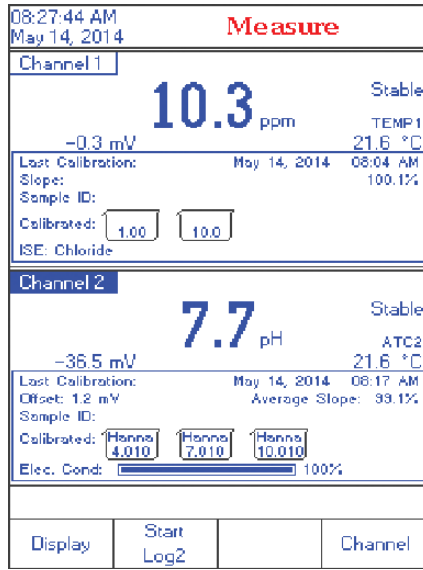 08:27:44 AM
May 14, 2014
Measure
Channel 1
10.3 ppm
Stable
TEMP1
-0.3 mV
21.6 °C
Last Calibration: May 14, 2014 08:04 AM
Slope: 100.1%
Sample ID:
Calibrated: 1.00 10.0
ISE: Chloride
Channel 2
7.7 pH
Stable
ATC2
-36.5 mV
21.6 °C
Last Calibration: May 14, 2014 08:17 AM
Offset: 1.2 mV Average Slope: 99.1%
Sample ID:
Calibrated: Hanna 4.010 Hanna 7.010 Hanna 10.010
Elec. Cond: 100%
Display
Start Log2
Channel